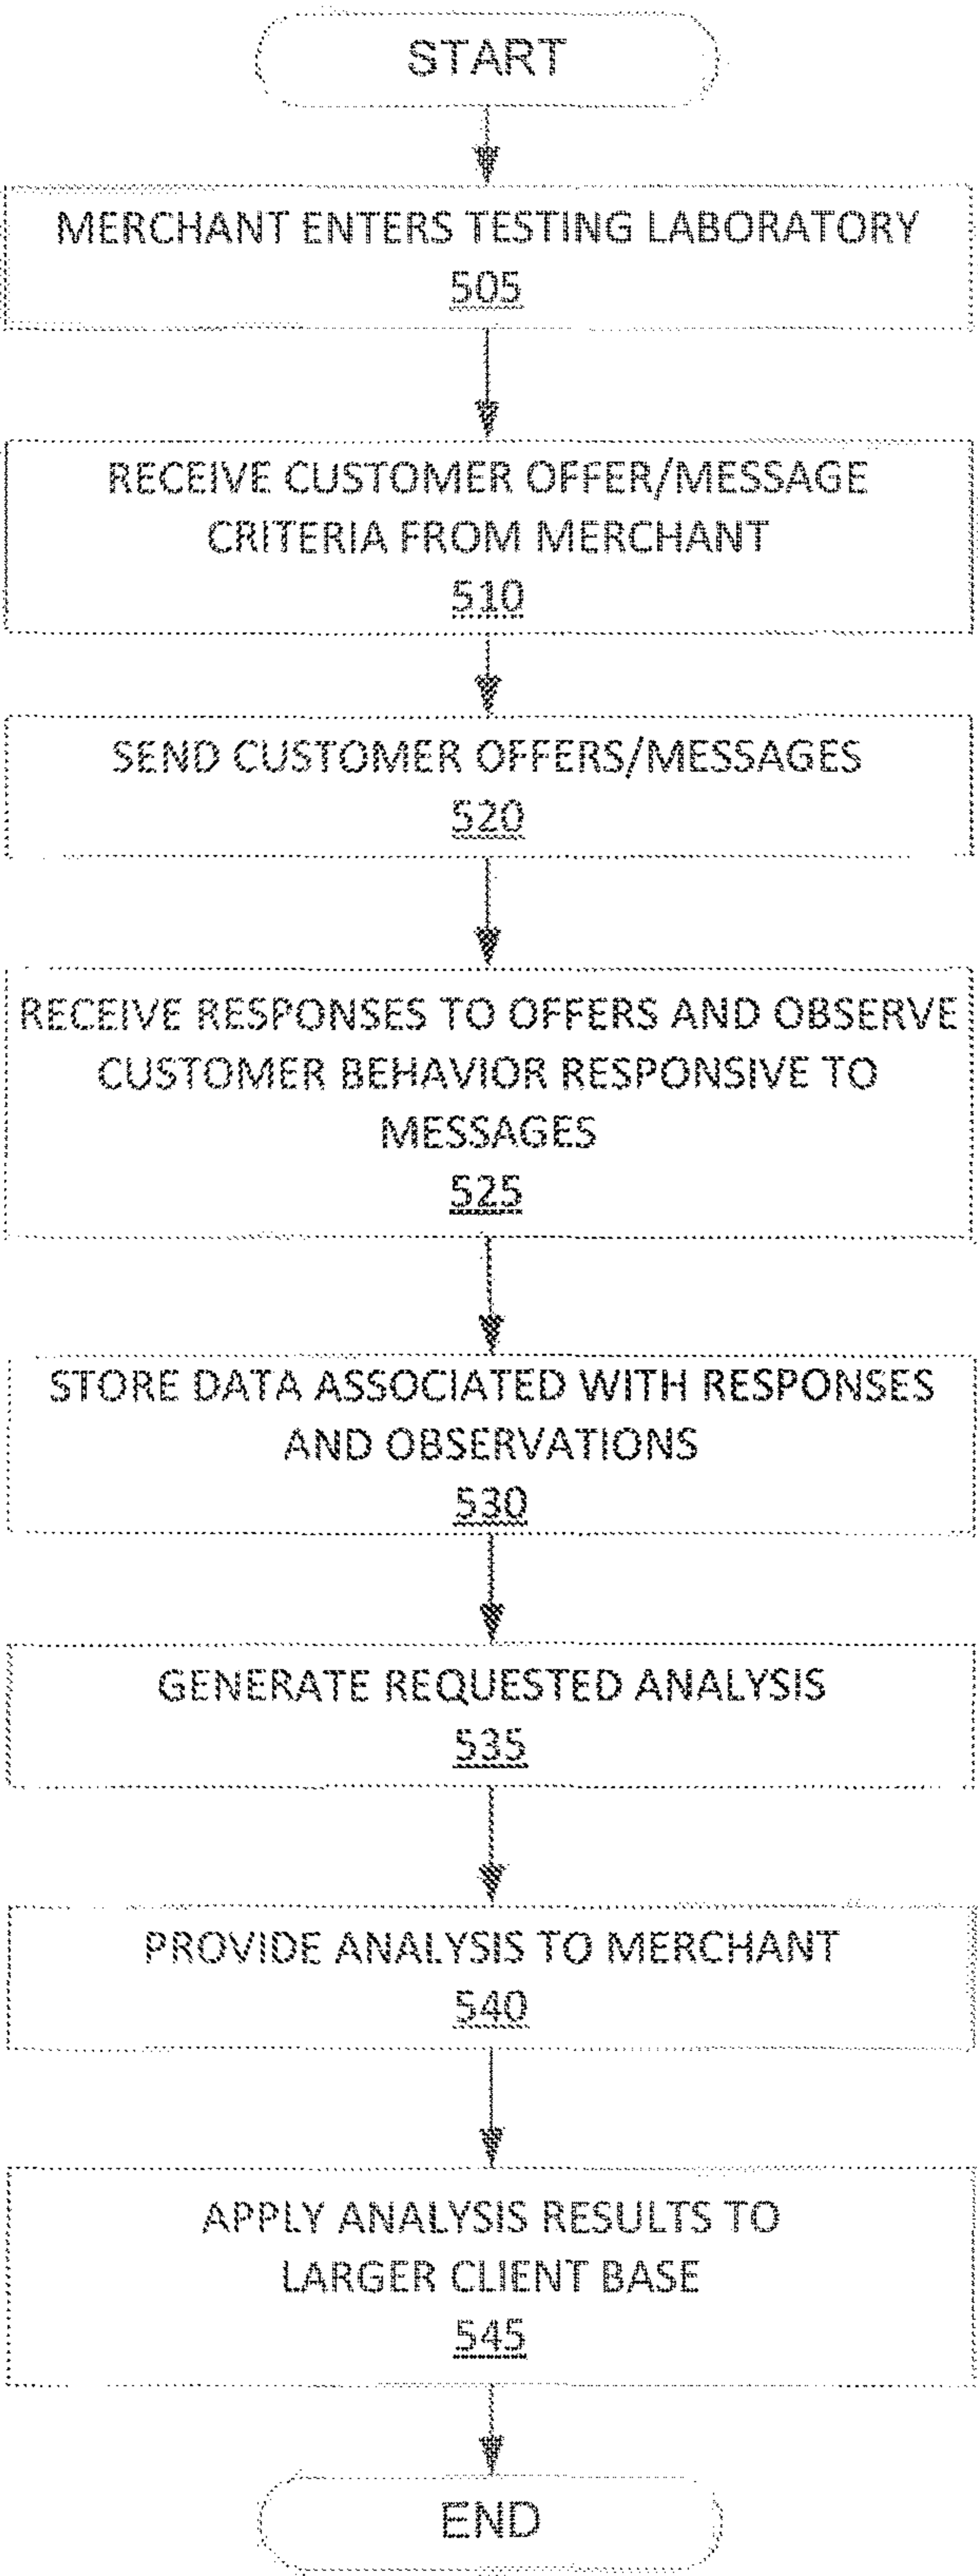 START
MERCHANT ENTERS TESTING LABORATORY
505
RECEIVE CUSTOMER OFFER/MESSAGE
CRITERIA FROM MERCHANT
510
SEND CUSTOMER OFFERS/MESSAGES
520
RECEIVE RESPONSES TO OFFERS AND OBSERVE
CUSTOMER BEHAVIOR RESPONSIVE TO
MESSAGES
525
STORE DATA ASSOCIATED WITH RESPONSES
AND OBSERVATIONS
530
GENERATE REQUESTED ANALYSIS
535
PROVIDE ANALYSIS TO MERCHANT
540
APPLY ANALYSIS RESULTS TO
LARGER CLIENT BASE
545
END